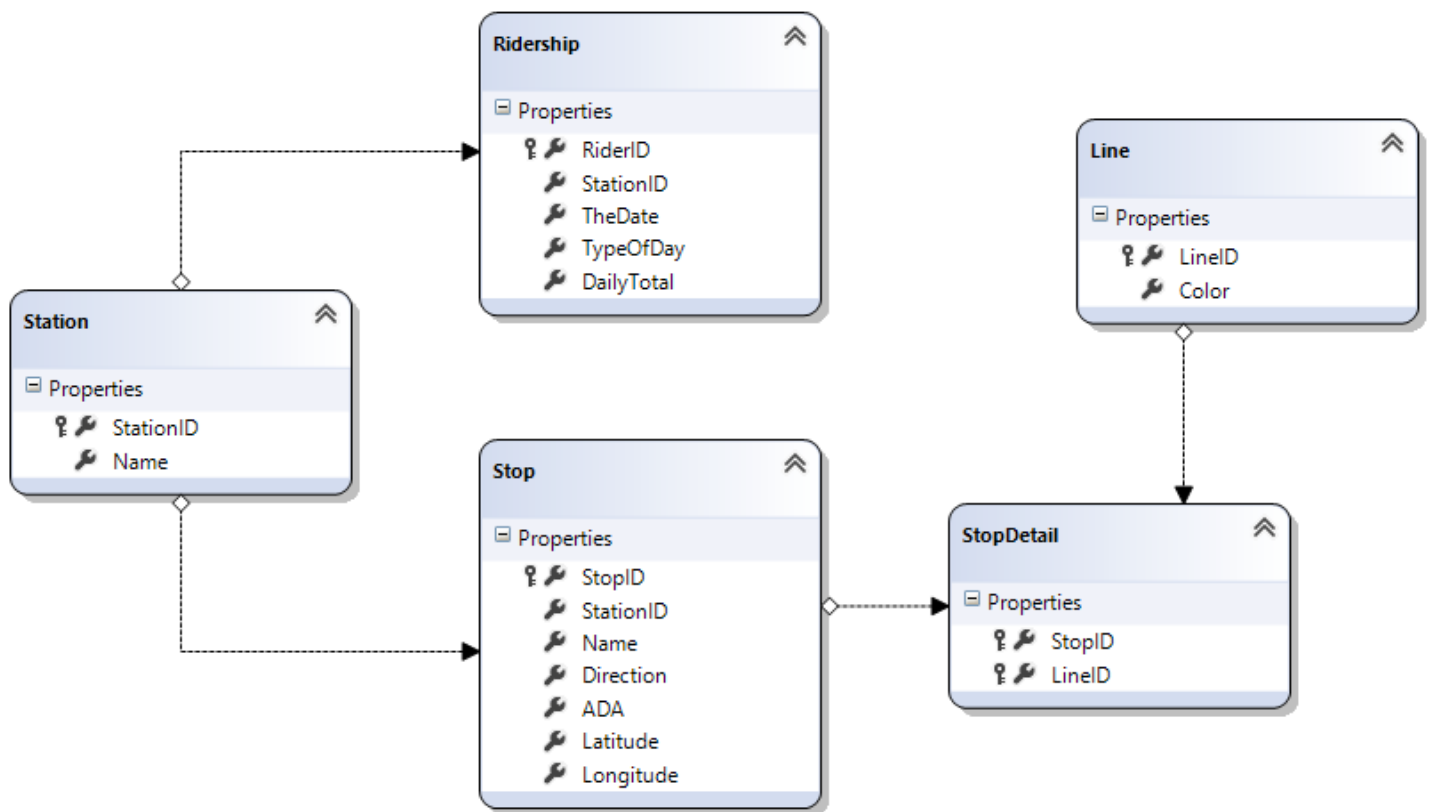 Ridership
Properties
RiderID
StationID
TheDate
TypeOfDay
DailyTotal
Line
Properties
LineID
Color
Station
Properties
StationID
Name
Stop
Properties
StopID
StationID
Name
Direction
ADA
Latitude
Longitude
StopDetail
Properties
StopID
LineID